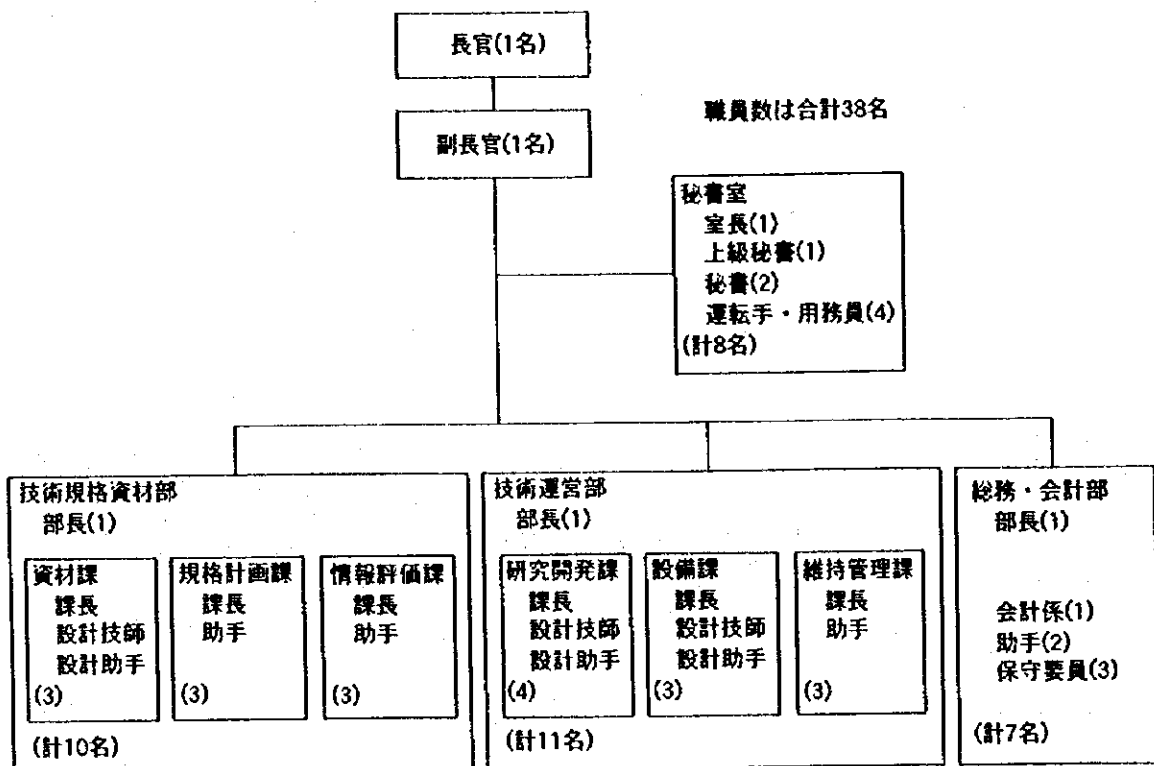 長官(1名)
副長官(1名)
職員数は合計38名
秘書室
室長(1)
上級秘書(1)
秘書(2)
運転手・用務員(4)
(計8名)
技術規格資材部
部長(1)
資材課
課長
設計技師
設計助手
(3)
規格計画課
課長
助手
(3)
情報評価課
課長
助手
(3)
(計10名)
技術運営部
部長(1)
研究開発課
課長
設計技師
設計助手
(4)
設備課
課長
設計技師
設計助手
(3)
維持管理課
課長
助手
(3)
(計11名)
総務・会計部
部長(1)
会計係(1)
助手(2)
保守要員(3)
(計7名)